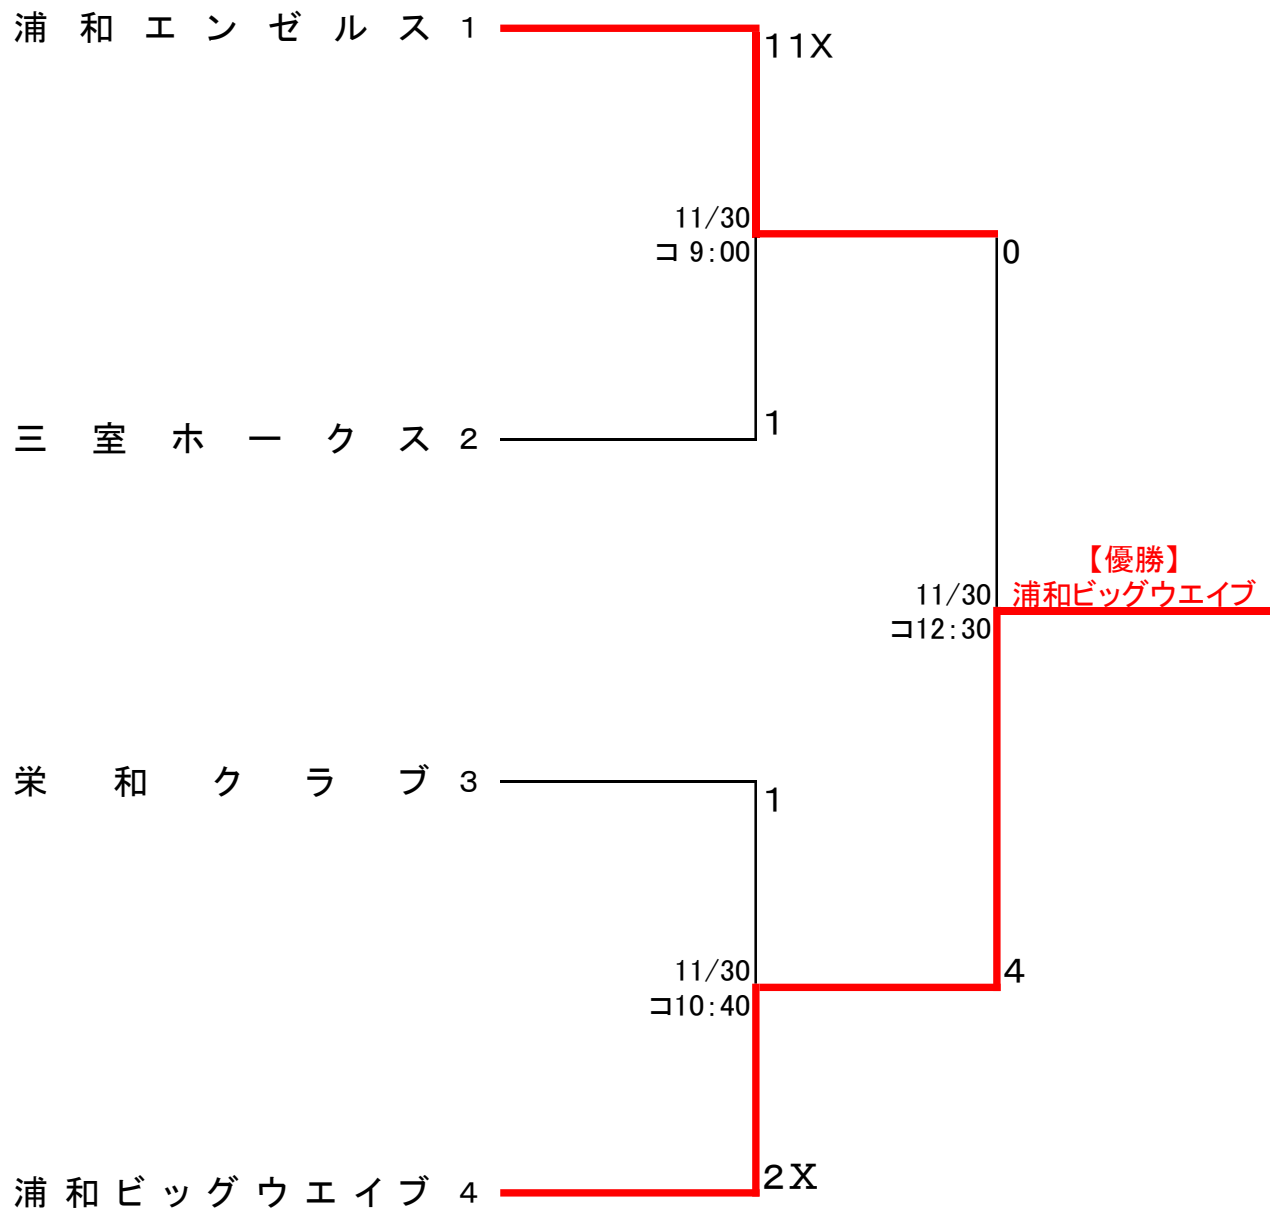 浦和エンゼルス 1
11X
11/30
コ 9:00
0
三室ホークス 2
1
【優勝】
浦和ビッグウエイブ
11/30
コ12:30
栄和クラブ 3
1
11/30
コ10:40
4
浦和ビッグウエイブ 4
2X